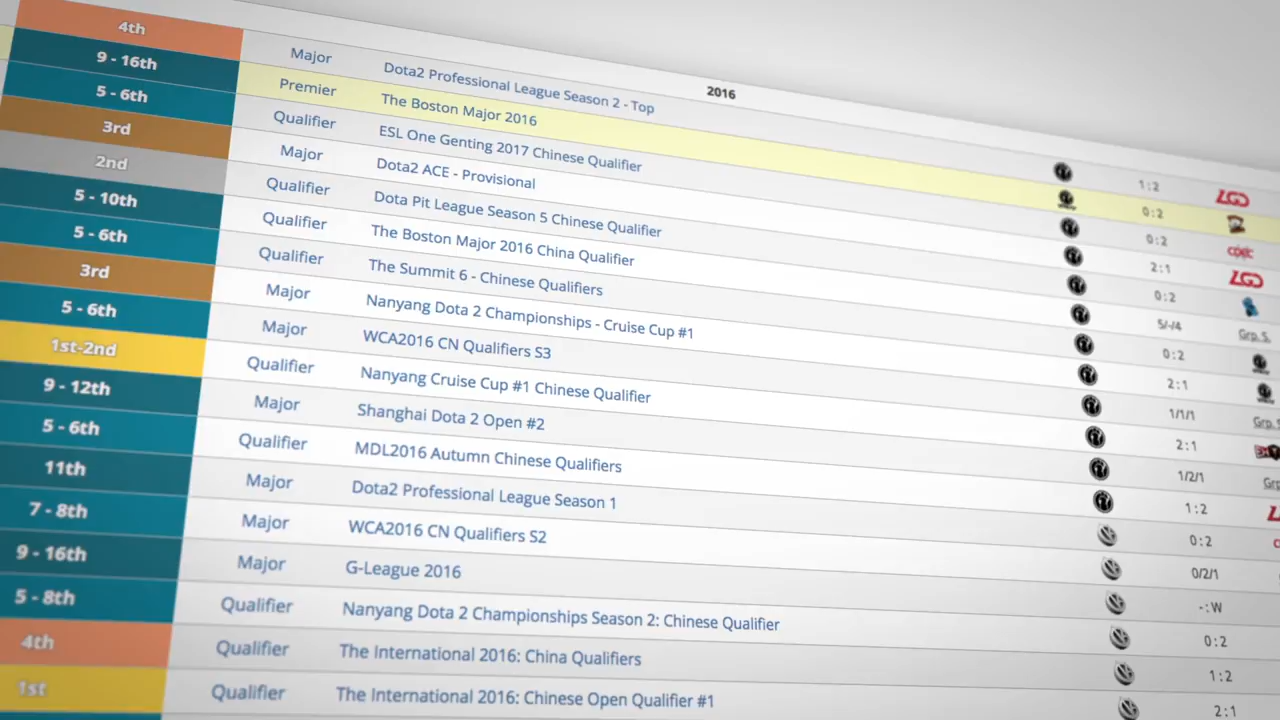 2016
4th Major Dota2 Professional League Season 2 - Top 1 : 2 LGD
9 - 16th Premier The Boston Major 2016 0 : 2
5 - 6th Qualifier ESL One Genting 2017 Chinese Qualifier 0 : 2 cdec
3rd Major Dota2 ACE - Provisional 2 : 1 LGD
2nd Qualifier Dota Pit League Season 5 Chinese Qualifier 0 : 2
5 - 10th Qualifier The Boston Major 2016 China Qualifier 5/-/4 Grp. S.
5 - 6th Qualifier The Summit 6 - Chinese Qualifiers 0 : 2
3rd Major Nanyang Dota 2 Championships - Cruise Cup #1 2 : 1
5 - 6th Major WCA2016 CN Qualifiers S3 1/1/1 Grp. S
1st-2nd Qualifier Nanyang Cruise Cup #1 Chinese Qualifier 2 : 1
9 - 12th Major Shanghai Dota 2 Open #2 1/2/1
5 - 6th Qualifier MDL2016 Autumn Chinese Qualifiers 1 : 2
11th Major Dota2 Professional League Season 1 0 : 2
7 - 8th Major WCA2016 CN Qualifiers S2 0/2/1
9 - 16th Major G-League 2016 - : W
5 - 8th Qualifier Nanyang Dota 2 Championships Season 2: Chinese Qualifier 0 : 2
4th Qualifier The International 2016: China Qualifiers 1 : 2
1st Qualifier The International 2016: Chinese Open Qualifier #1 2 : 1